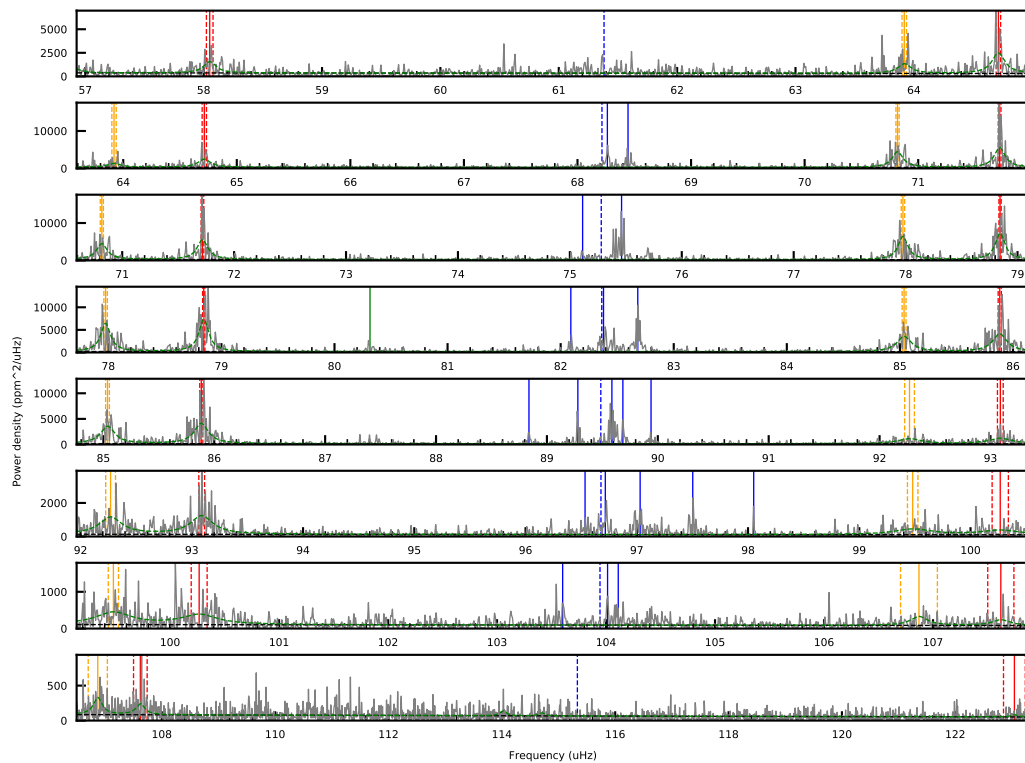 5000
2500
0
57 58 59 60 61 62 63 64
10000
0
64 65 66 67 68 69 70 71
10000
0
71 72 73 74 75 76 77 78 79
10000
5000
0
78 79 80 81 82 83 84 85 86
10000
5000
0
85 86 87 88 89 90 91 92 93
2000
0
92 93 94 95 96 97 98 99 100
1000
0
100 101 102 103 104 105 106 107
500
0
108 110 112 114 116 118 120 122
Power density (ppm^2/uHz)
Frequency (uHz)